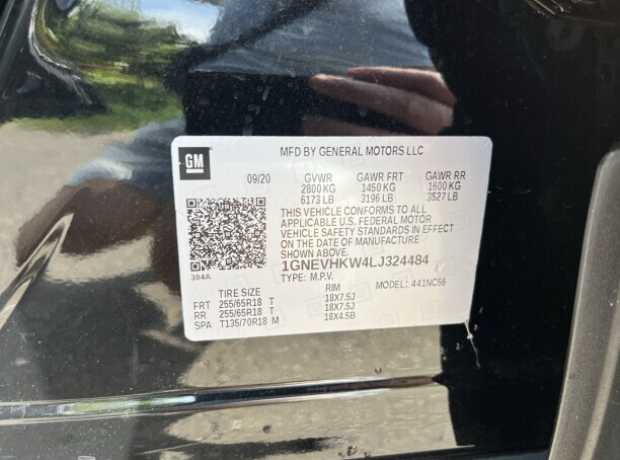 GM
MFD BY GENERAL MOTORS LLC
09/20 GVWR GAWR FRT GAWR RR
2800 KG 1450 KG 1600 KG
6173 LB 3196 LB 3527 LB
THIS VEHICLE CONFORMS TO ALL
APPLICABLE U.S. FEDERAL MOTOR
VEHICLE SAFETY STANDARDS IN EFFECT
ON THE DATE OF MANUFACTURE
SHOWN ABOVE.
1GNEVHKW4LJ324484
394A
TYPE: M.P.V. MODEL: 441NC56
TIRE SIZE RIM
FRT 255/65R18 T 18X7.5J
RR 255/65R18 T 18X7.5J
SPA T135/70R18 M 18X4.5B